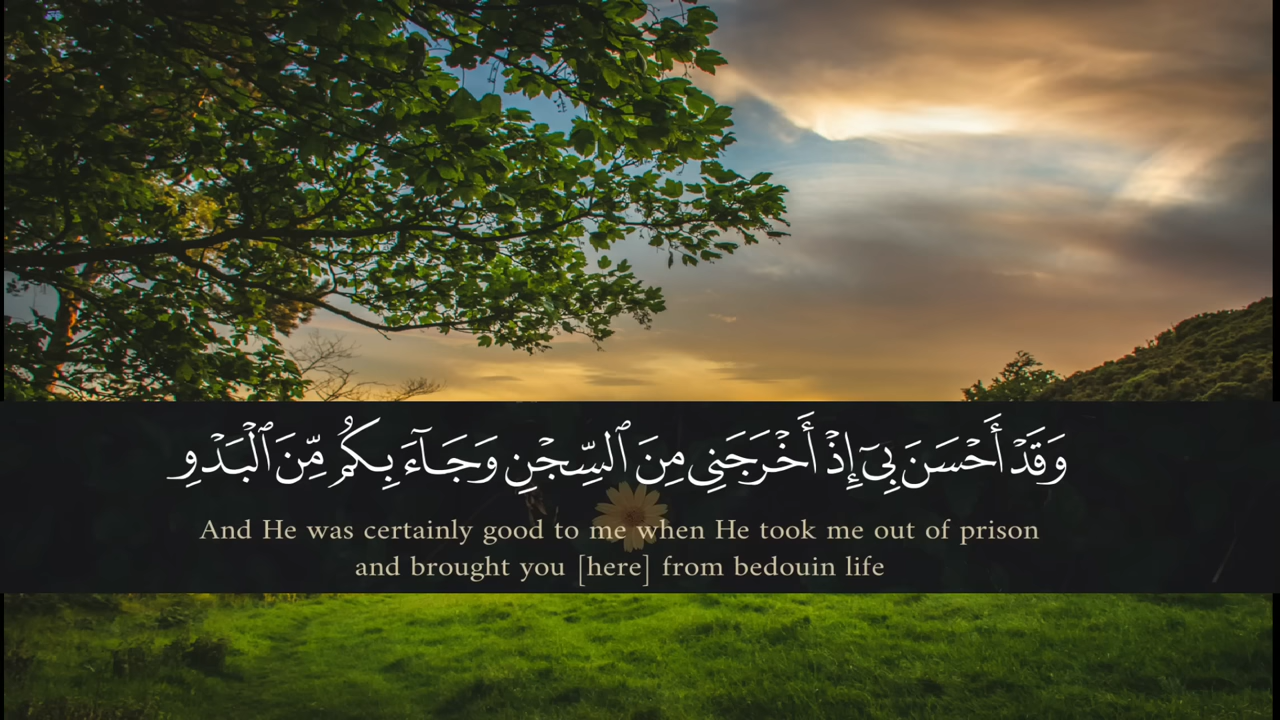 وَقَدْ أَحْسَنَ بِىٓ إِذْ أَخْرَجَنِى مِنَ ٱلسِّجْنِ وَجَآءَ بِكُم مِّنَ ٱلْبَدْوِ
And He was certainly good to me when He took me out of prison
and brought you [here] from bedouin life